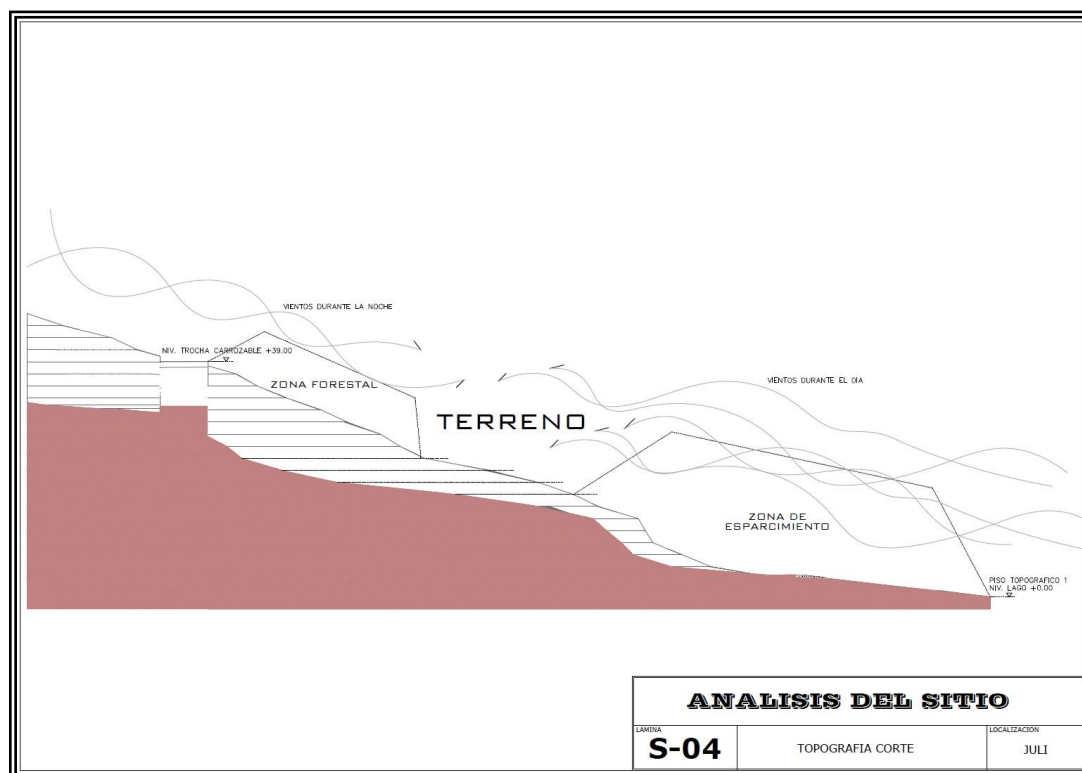 VIENTOS DURANTE LA NOCHE
NIV. TROCHA CARROZABLE +39.00
ZONA FORESTAL
VIENTOS DURANTE EL DIA
TERRENO
ZONA DE
ESPARCIMIENTO
PISO TOPOGRAFICO 1
NIV. LAGO +0.00
ANALISIS DEL SITIO
LAMINA
S-04
TOPOGRAFIA CORTE
LOCALIZACION
JULI